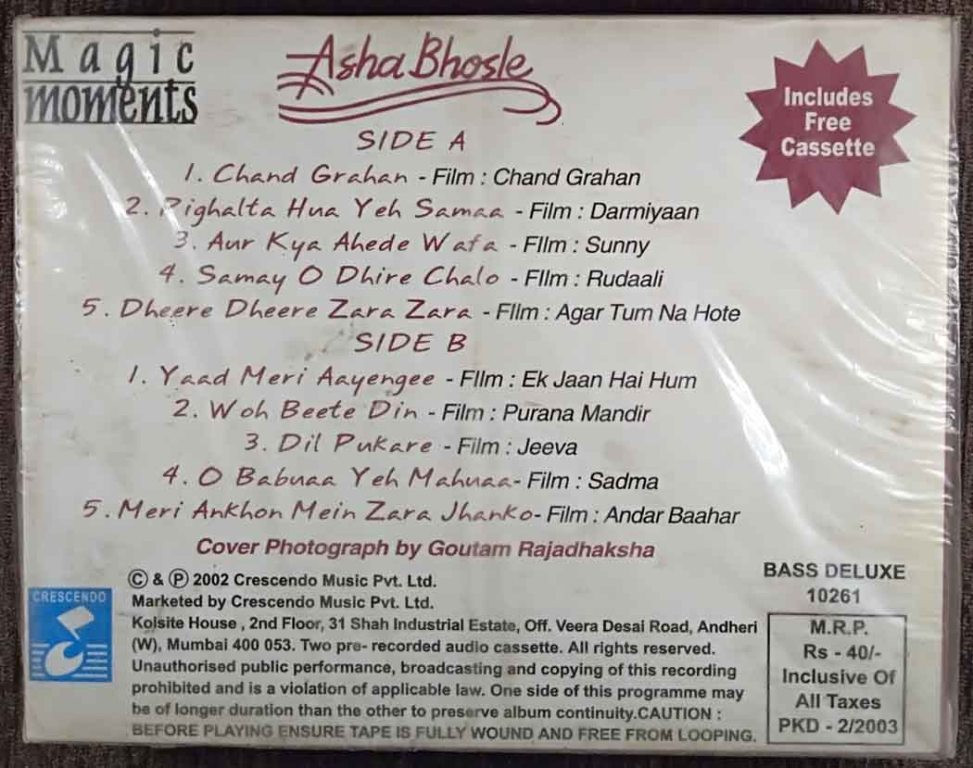 Magic
moments
Asha Bhosle
Includes
Free
Cassette
SIDE A
1. Chand Grahan - Film : Chand Grahan
2. Pighalta Hua Yeh Samaa - Film : Darmiyaan
3. Aur Kya Ahede Wafa - FIlm : Sunny
4. Samay O Dhire Chalo - FIlm : Rudaali
5. Dheere Dheere Zara Zara - FIlm : Agar Tum Na Hote
SIDE B
1. Yaad Meri Aayengee - FIlm : Ek Jaan Hai Hum
2. Woh Beete Din - Film : Purana Mandir
3. Dil Pukare - Film : Jeeva
4. O Babuaa Yeh Mahuaa- Film : Sadma
5. Meri Ankhon Mein Zara Jhanko- Film : Andar Baahar
Cover Photograph by Goutam Rajadhaksha
CRESCENDO
© & ℗ 2002 Crescendo Music Pvt. Ltd.
Marketed by Crescendo Music Pvt. Ltd.
Kolsite House , 2nd Floor, 31 Shah Industrial Estate, Off. Veera Desai Road, Andheri
(W), Mumbai 400 053. Two pre- recorded audio cassette. All rights reserved.
Unauthorised public performance, broadcasting and copying of this recording
prohibited and is a violation of applicable law. One side of this programme may
be of longer duration than the other to preserve album continuity.CAUTION :
BEFORE PLAYING ENSURE TAPE IS FULLY WOUND AND FREE FROM LOOPING.
BASS DELUXE
10261
M.R.P.
Rs - 40/-
Inclusive Of
All Taxes
PKD - 2/2003